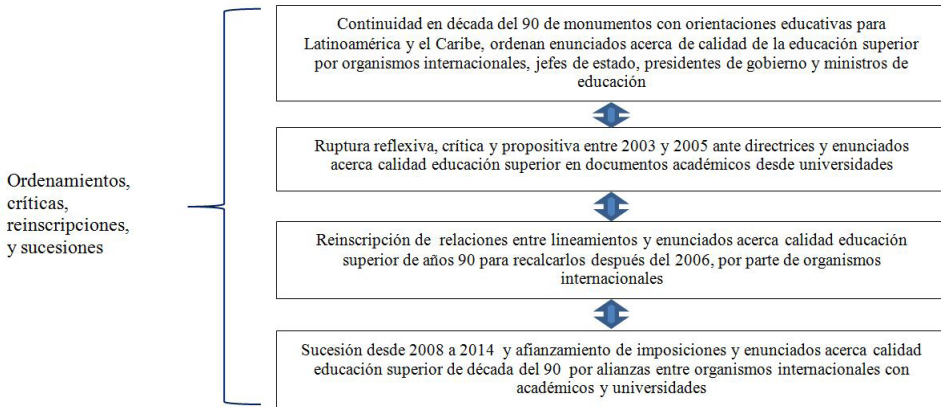 Ordenamientos,
críticas,
reinscripciones,
y sucesiones
Continuidad en década del 90 de monumentos con orientaciones educativas para
Latinoamérica y el Caribe, ordenan enunciados acerca de calidad de la educación superior
por organismos internacionales, jefes de estado, presidentes de gobierno y ministros de
educación
Ruptura reflexiva, crítica y propositiva entre 2003 y 2005 ante directrices y enunciados
acerca calidad educación superior en documentos académicos desde universidades
Reinscripción de relaciones entre lineamientos y enunciados acerca calidad educación
superior de años 90 para recalcarlos después del 2006, por parte de organismos
internacionales
Sucesión desde 2008 a 2014 y afianzamiento de imposiciones y enunciados acerca calidad
educación superior de década del 90 por alianzas entre organismos internacionales con
académicos y universidades